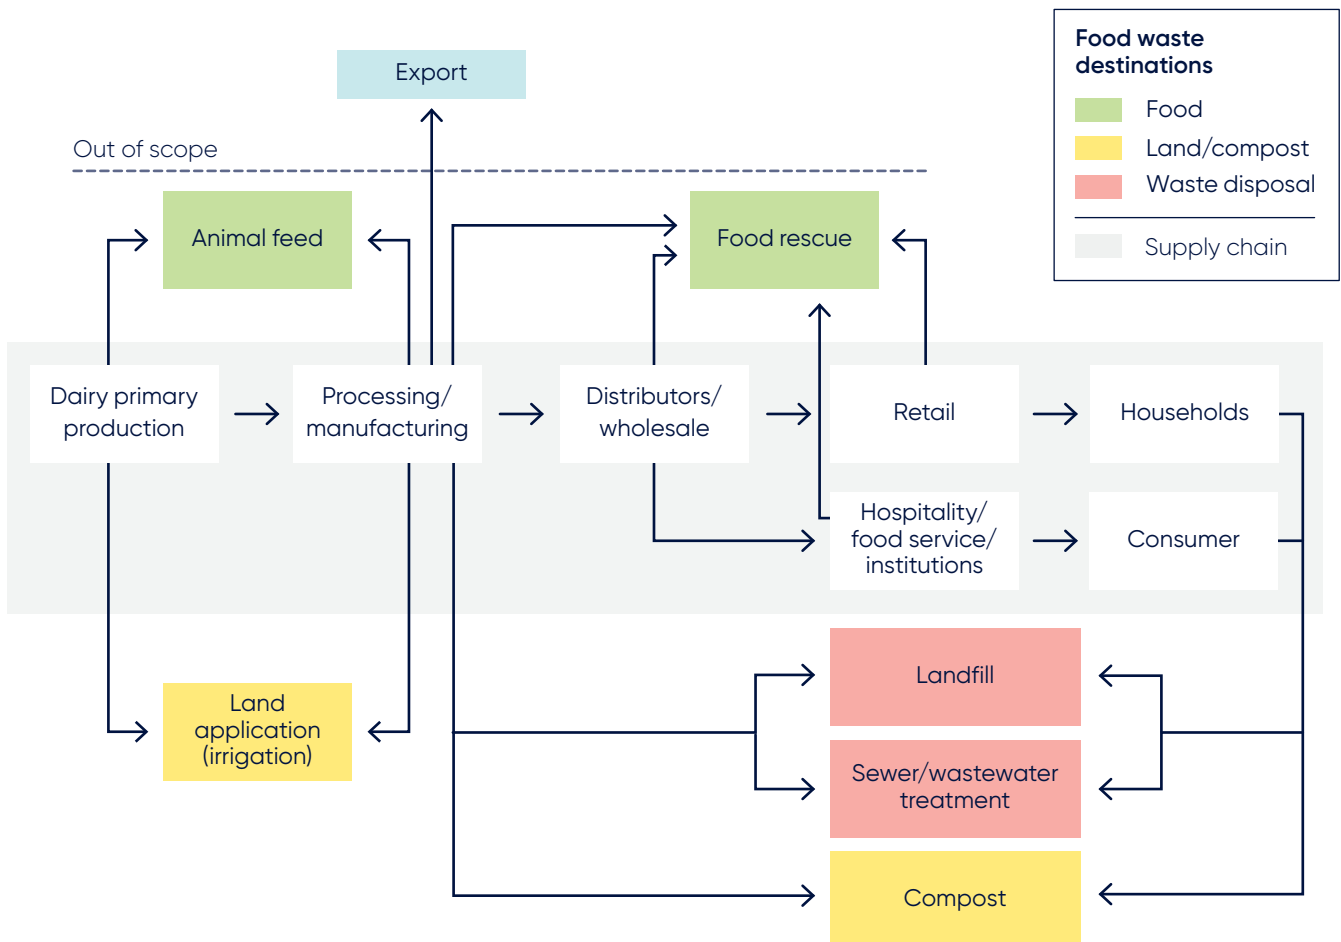 Food waste
destinations
Food
Land/compost
Waste disposal
Supply chain
Export
Out of scope
Animal feed
Food rescue
Dairy primary
production
Processing/
manufacturing
Distributors/
wholesale
Retail
Households
Hospitality/
food service/
institutions
Consumer
Landfill
Land
application
(irrigation)
Sewer/wastewater
treatment
Compost